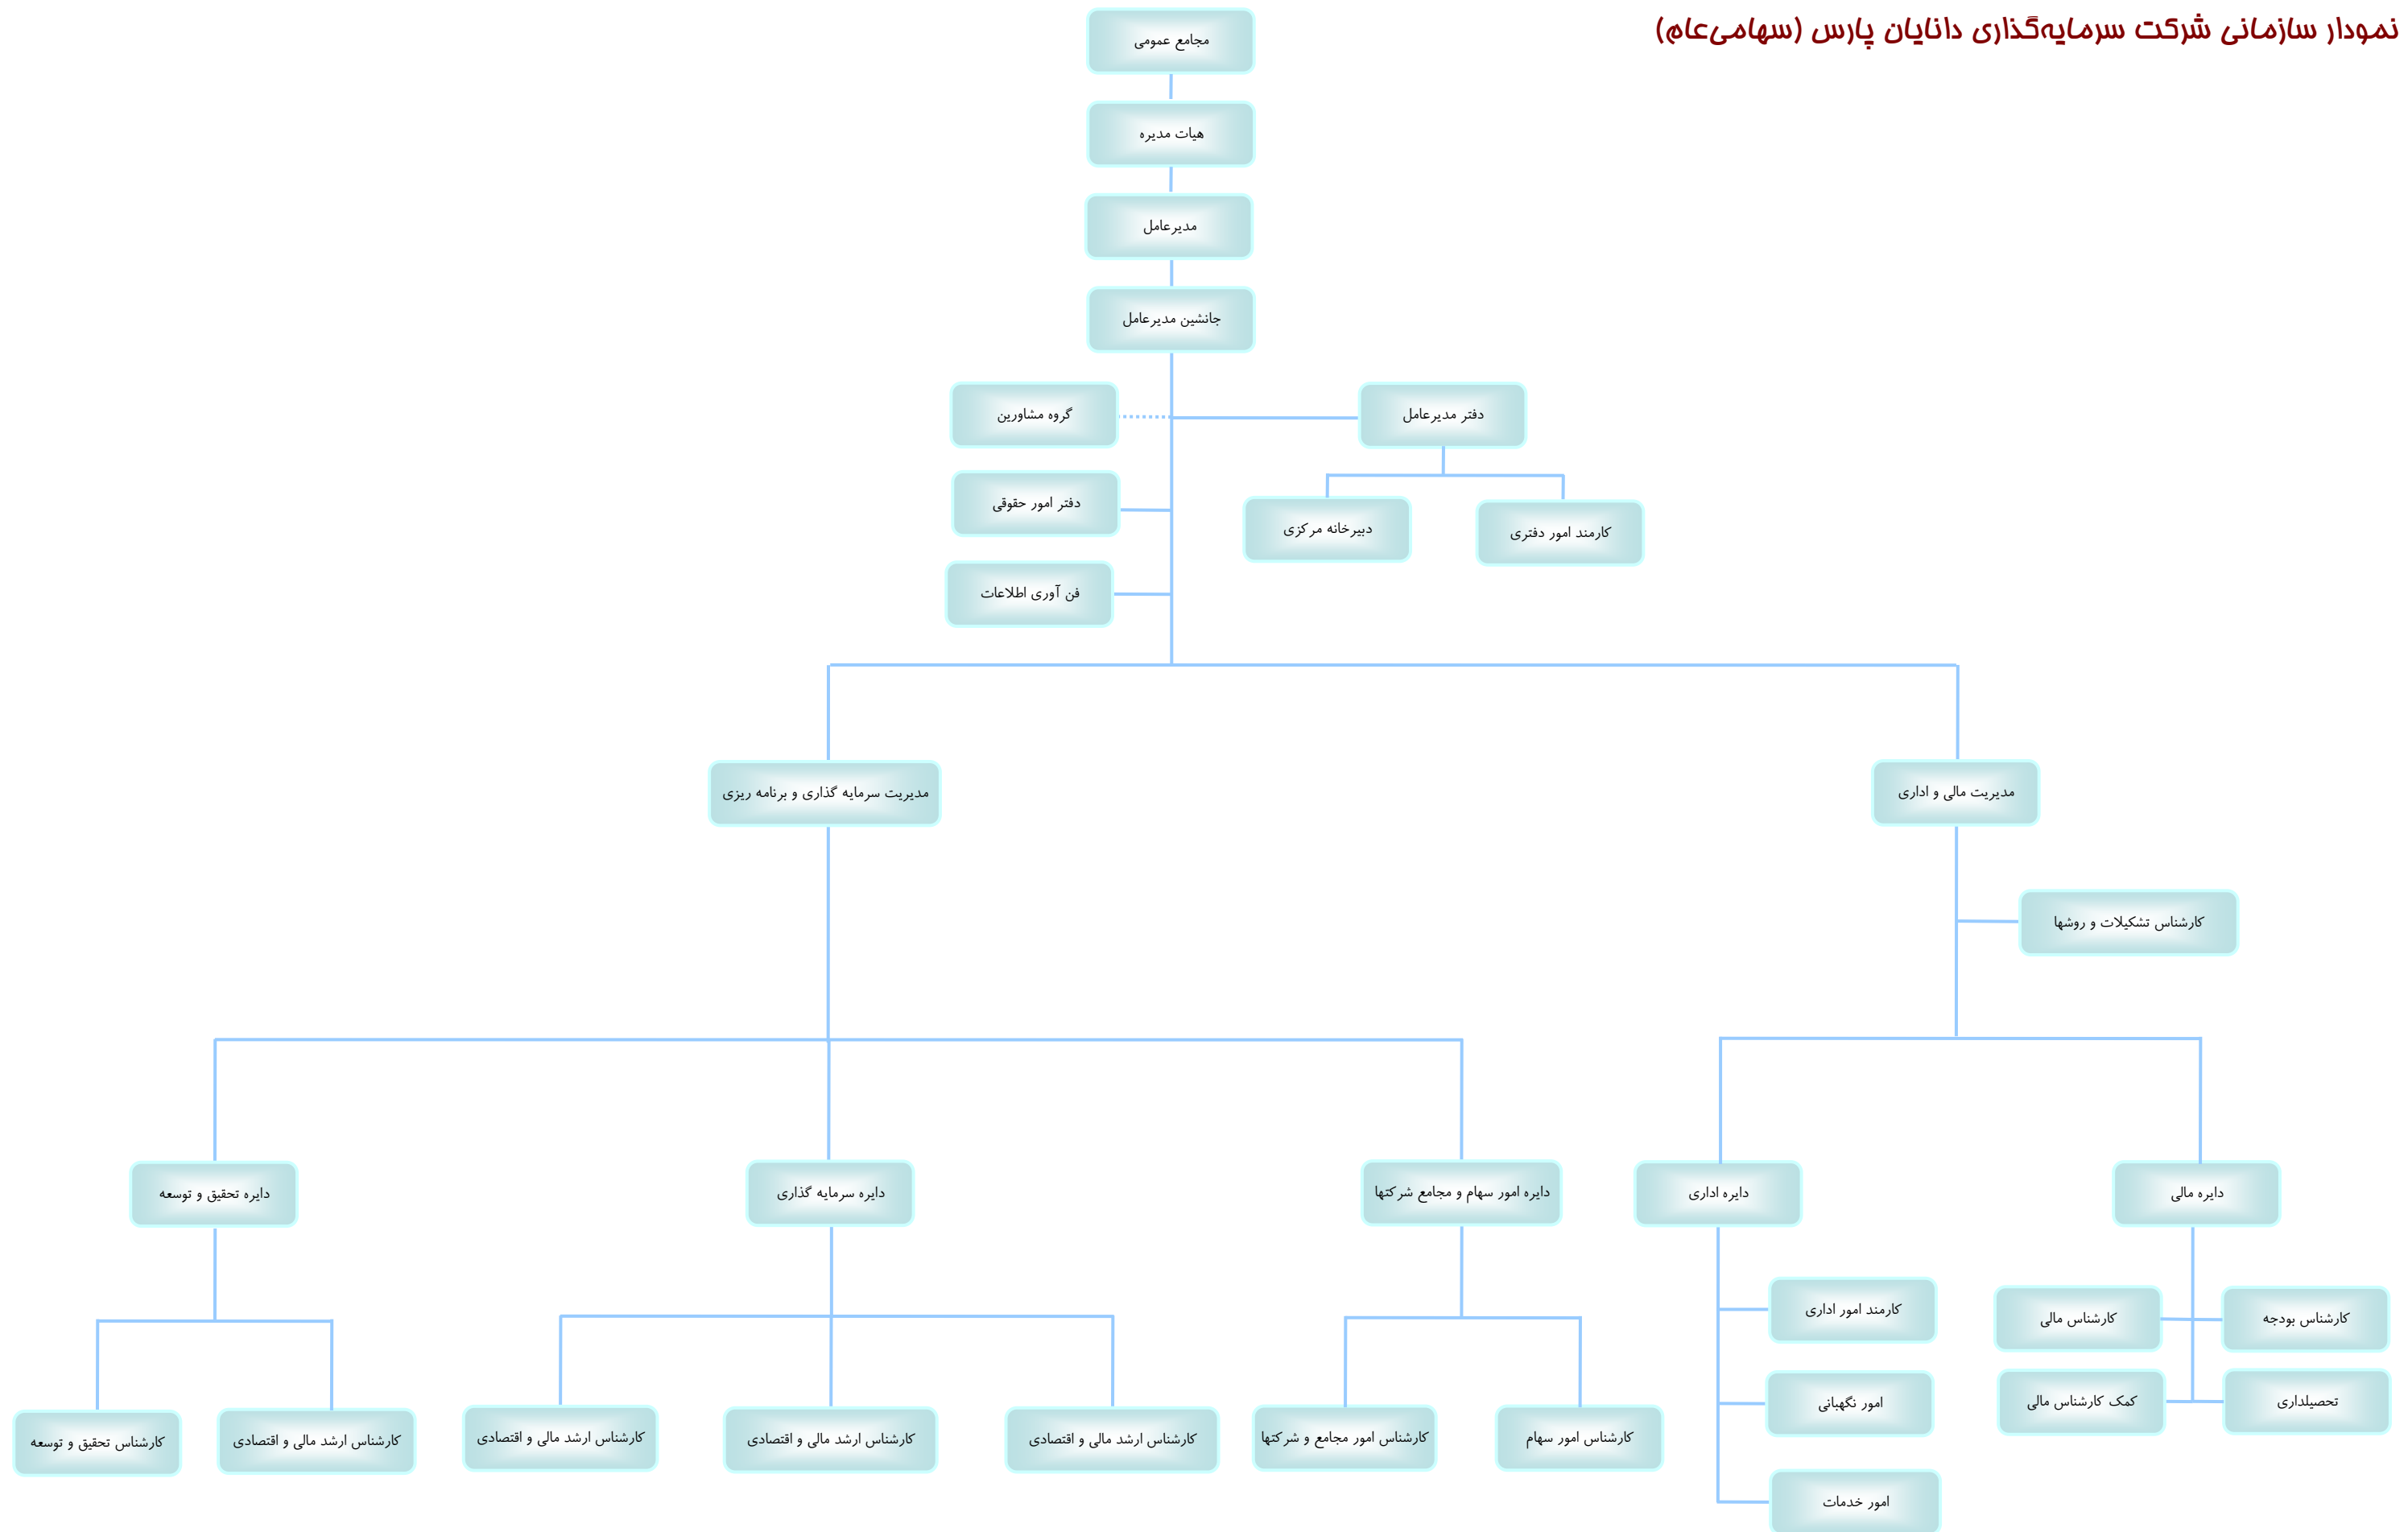 نمودار سازمانی شرکت سرمایه‌گذاری دانایان پارس (سهامی‌عام)
مجامع عمومی
هیات مدیره
مدیرعامل
جانشین مدیرعامل
دفتر مدیرعامل
گروه مشاورین
دفتر امور حقوقی
کارمند امور دفتری
دبیرخانه مرکزی
فن آوری اطلاعات
مدیریت مالی و اداری
مدیریت سرمایه گذاری و برنامه ریزی
کارشناس تشکیلات و روشها
دایره مالی
دایره اداری
دایره امور سهام و مجامع شرکتها
دایره سرمایه گذاری
دایره تحقیق و توسعه
کارشناس بودجه
کارشناس مالی
کارمند امور اداری
تحصیلداری
کمک کارشناس مالی
امور نگهبانی
کارشناس امور سهام
کارشناس امور مجامع و شرکتها
کارشناس ارشد مالی و اقتصادی
کارشناس ارشد مالی و اقتصادی
کارشناس ارشد مالی و اقتصادی
کارشناس ارشد مالی و اقتصادی
کارشناس تحقیق و توسعه
امور خدمات